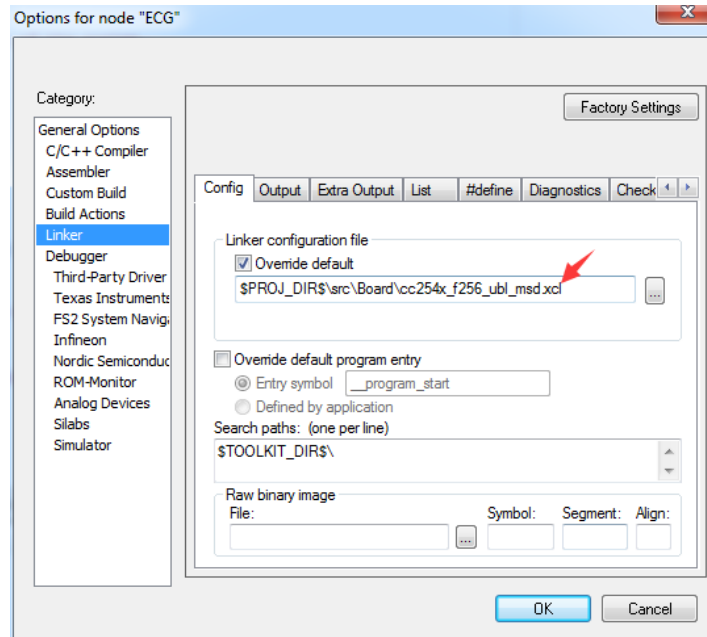 Options for node "ECG"
Category:
Factory Settings
General Options
C/C++ Compiler
Assembler
Custom Build
Build Actions
Linker
Debugger
Third-Party Driver
Texas Instruments
FS2 System Navig
Infineon
Nordic Semiconduc
ROM-Monitor
Analog Devices
Silabs
Simulator
Config Output Extra Output List #define Diagnostics Check
Linker configuration file
Override default
$PROJ_DIR$\src\Board\cc254x_f256_ubl_msd.xcl
...
Override default program entry
Entry symbol __program_start
Defined by application
Search paths: (one per line)
$TOOLKIT_DIR$\
Raw binary image
File: Symbol: Segment: Align:
...
OK Cancel